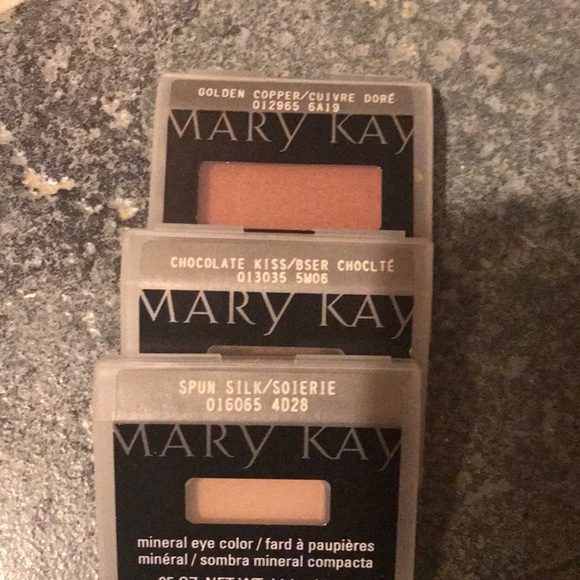 GOLDEN COPPER/CUIVRE DORÉ
012965 6A19
MARY KAY
CHOCOLATE KISS/BSER CHOCLTÉ
013035 5W06
MARY KAY
SPUN SILK/SOIERIE
016065 4D28
MARY KAY
mineral eye color / fard à paupières
minéral / sombra mineral compacta